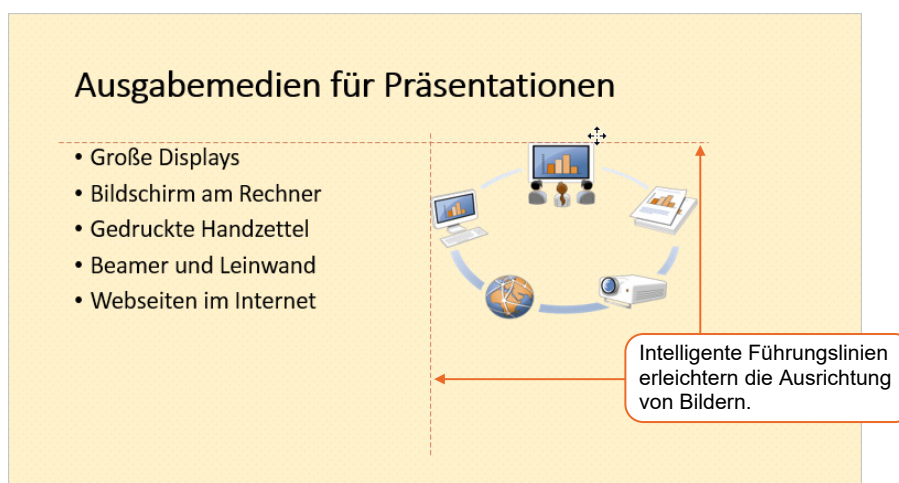 Ausgabemedien für Präsentationen
• Große Displays
• Bildschirm am Rechner
• Gedruckte Handzettel
• Beamer und Leinwand
• Webseiten im Internet
Intelligente Führungslinien
erleichtern die Ausrichtung
von Bildern.